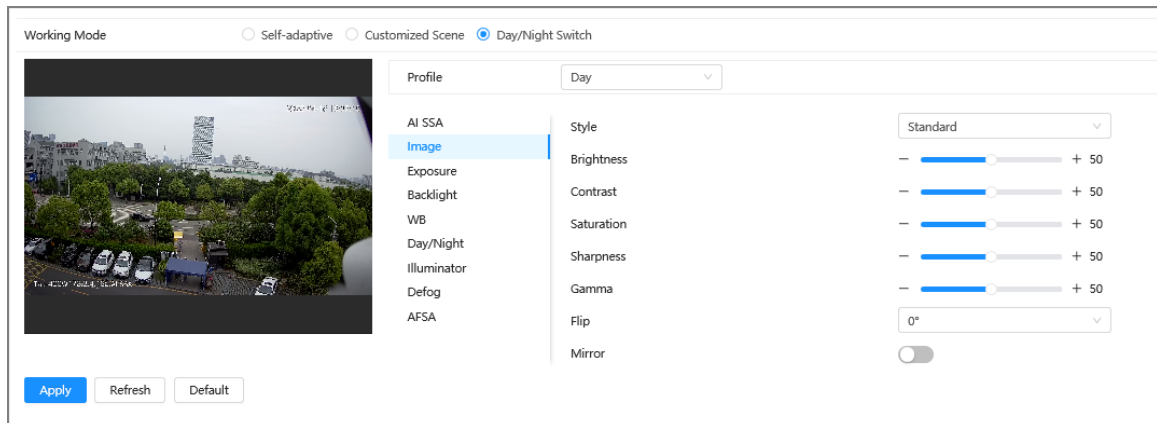 Working Mode Self-adaptive Customized Scene Day/Night Switch
Profile Day
AI SSA
Image
Exposure
Backlight
WB
Day/Night
Illuminator
Defog
AFSA
Style Standard
Brightness − + 50
Contrast − + 50
Saturation − + 50
Sharpness − + 50
Gamma − + 50
Flip 0°
Mirror
Apply Refresh Default